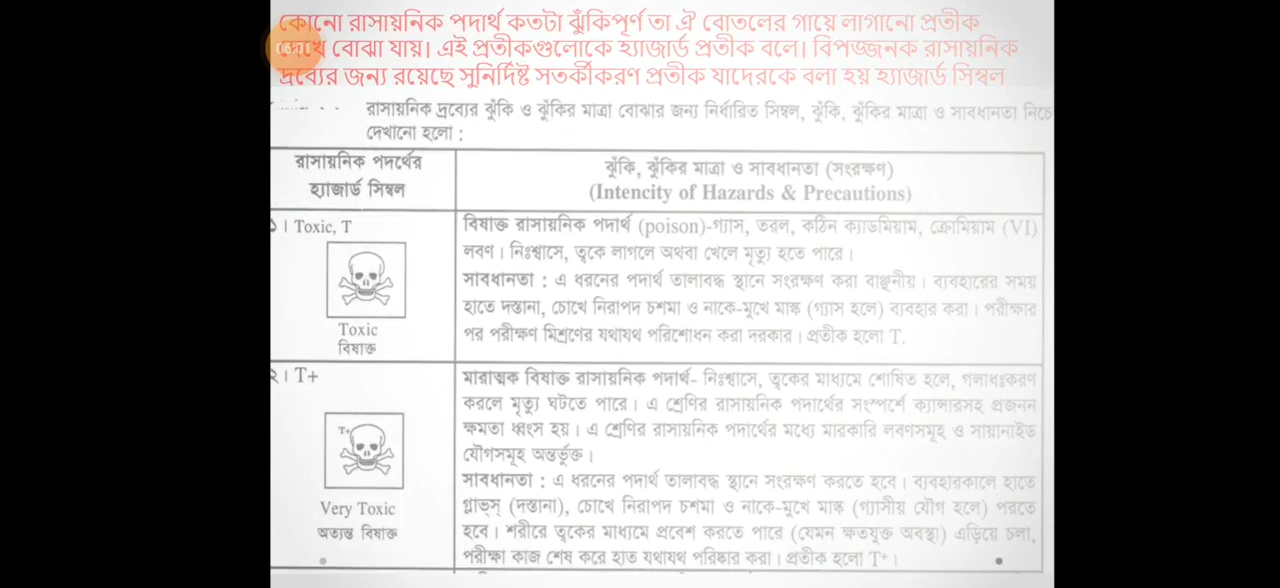 কোনো রাসায়নিক পদার্থ কতটা ঝুঁকিপূর্ণ তা ঐ বোতলের গায়ে লাগানো প্রতীক
বোঝা যায়। এই প্রতীকগুলোকে হ্যাজার্ড প্রতীক বলে। বিপজ্জনক রাসায়নিক
দ্রব্যের জন্য রয়েছে সুনির্দিষ্ট সতর্কীকরণ প্রতীক যাদেরকে বলা হয় হ্যাজার্ড সিম্বল
রাসায়নিক দ্রব্যের ঝুঁকি ও ঝুঁকির মাত্রা বোঝার জন্য নির্ধারিত সিম্বল, ঝুঁকি, ঝুঁকির মাত্রা ও সাবধানতা নিচে
দেখানো হলো :
রাসায়নিক পদর্থের
হ্যাজার্ড সিম্বল
ঝুঁকি, ঝুঁকির মাত্রা ও সাবধানতা (সংরক্ষণ)
(Intencity of Hazards & Precautions)
১। Toxic, T
Toxic
বিষাক্ত
বিষাক্ত রাসায়নিক পদার্থ (poison)-গ্যাস, তরল, কঠিন ক্যাডমিয়াম, ক্রোমিয়াম (VI)
লবণ। নিঃশ্বাসে, ত্বকে লাগলে অথবা খেলে মৃত্যু হতে পারে।
সাবধানতা : এ ধরনের পদার্থ তালাবদ্ধ স্থানে সংরক্ষণ করা বাঞ্ছনীয়। ব্যবহারের সময়
হাতে দস্তানা, চোখে নিরাপদ চশমা ও নাকে-মুখে মাস্ক (গ্যাস হলে) ব্যবহার করা। পরীক্ষার
পর পরীক্ষণ মিশ্রণের যথাযথ পরিশোধন করা দরকার। প্রতীক হলো T.
২। T+
T+
Very Toxic
অত্যন্ত বিষাক্ত
মারাত্মক বিষাক্ত রাসায়নিক পদার্থ- নিঃশ্বাসে, ত্বকের মাধ্যমে শোষিত হলে, গলাধঃকরণ
করলে মৃত্যু ঘটতে পারে। এ শ্রেণির রাসায়নিক পদার্থের সংস্পর্শে ক্যান্সারসহ প্রজনন
ক্ষমতা ধ্বংস হয়। এ শ্রেণির রাসায়নিক পদার্থের মধ্যে মারকারি লবণসমূহ ও সায়ানাইড
যৌগসমূহ অন্তর্ভুক্ত।
সাবধানতা : এ ধরনের পদার্থ তালাবদ্ধ স্থানে সংরক্ষণ করতে হবে। ব্যবহারকালে হাতে
গ্লাভস্ (দস্তানা), চোখে নিরাপদ চশমা ও নাকে-মুখে মাস্ক (গ্যাসীয় যৌগ হলে) পরতে
হবে। শরীরে ত্বকের মাধ্যমে প্রবেশ করতে পারে (যেমন ক্ষতযুক্ত অবস্থা) এড়িয়ে চলা,
পরীক্ষা কাজ শেষ করে হাত যথাযথ পরিষ্কার করা। প্রতীক হলো T+।